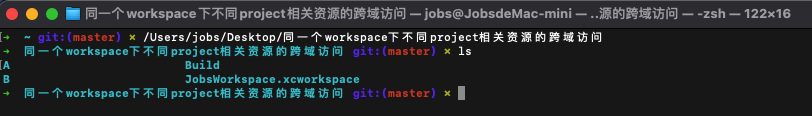 同一个workspace下不同project相关资源的跨域访问 — jobs@JobsdeMac-mini — ..源的跨域访问 — -zsh — 122×16
[➜  ~ git:(master) × /Users/jobs/Desktop/同一个workspace下不同project相关资源的跨域访问
➜  同一个workspace下不同project相关资源的跨域访问 git:(master) × ls
A Build
B JobsWorkspace.xcworkspace
➜  同一个workspace下不同project相关资源的跨域访问 git:(master) ×